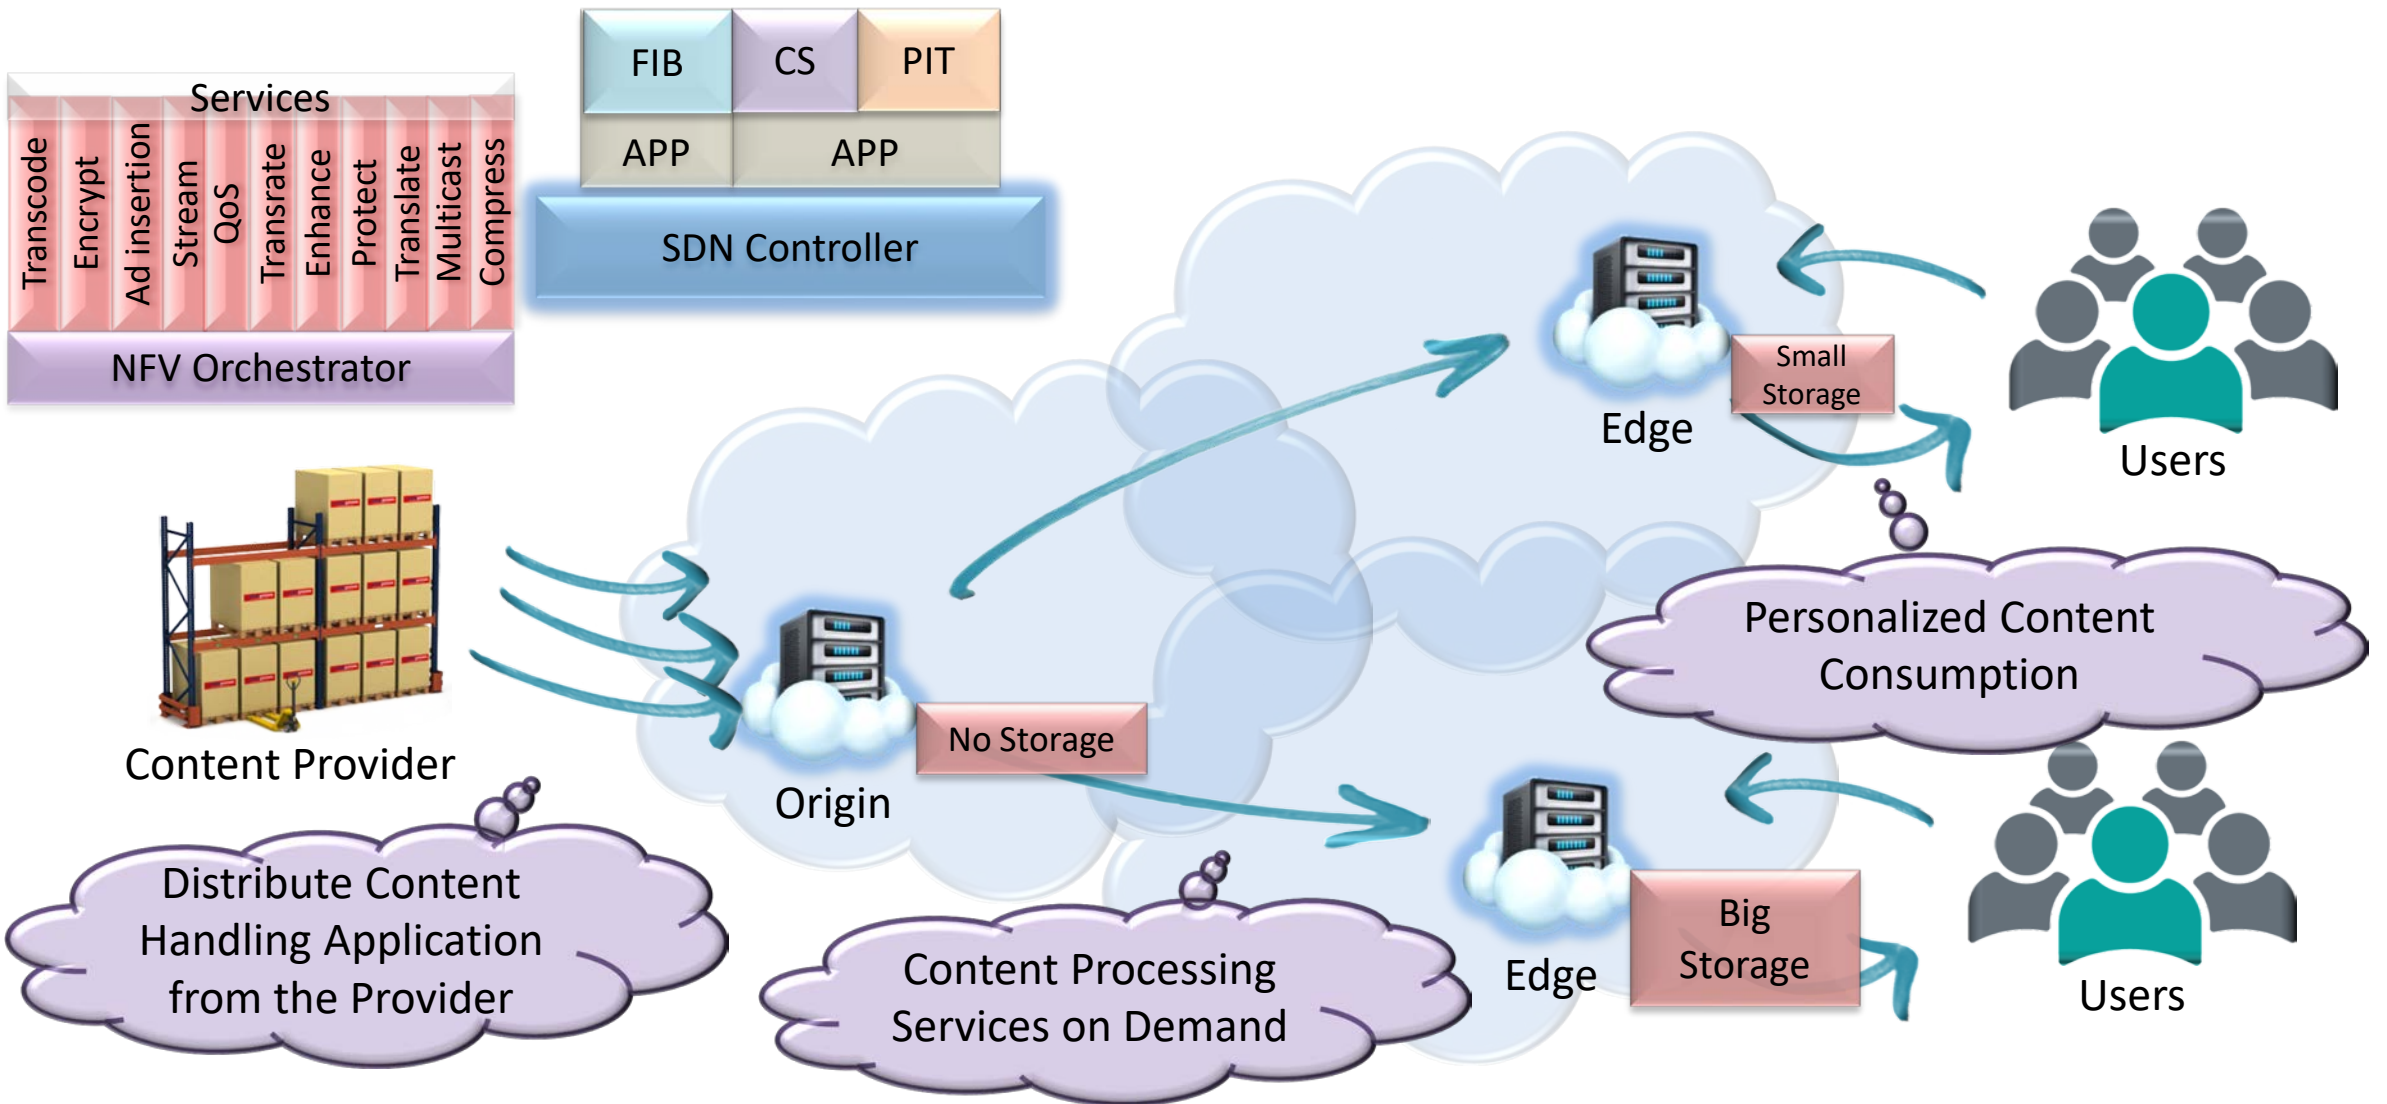 FIB
CS
PIT
APP
APP
SDN Controller
Services
Transcode
Encrypt
Ad insertion
Stream
QoS
Transrate
Enhance
Protect
Translate
Multicast
Compress
NFV Orchestrator
Small
Storage
Edge
Users
Content Provider
No Storage
Origin
Personalized Content
Consumption
Distribute Content
Handling Application
from the Provider
Content Processing
Services on Demand
Big
Storage
Edge
Users